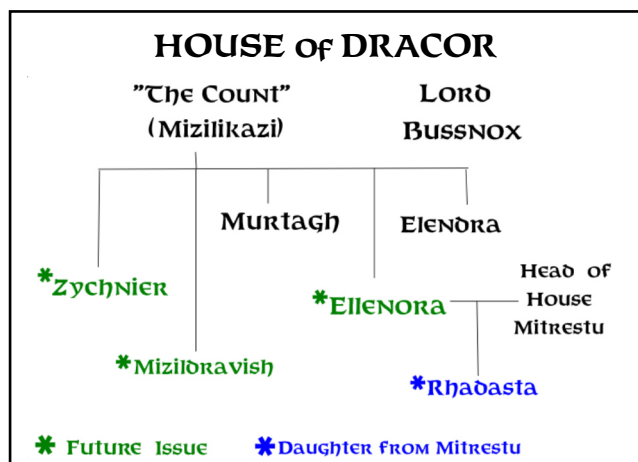 HOUSE of DRACOR
"The Count" Lord
(Mizilikazi) Bussnox
Murtagh Elendra
*Zychnier *Ellenora Head of
House
Mitrestu
*Mizildravish *Rhadasta
* Future Issue *Daughter from Mitrestu